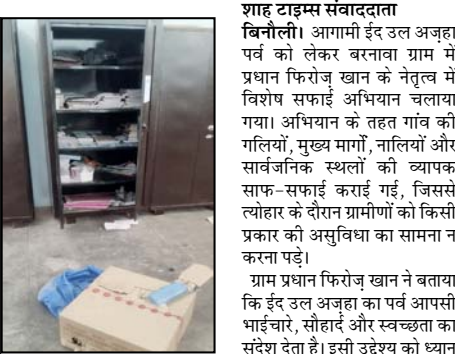 शाह टाइम्स संवाददाता
बिनौली। आगामी ईद उल अज़हा
पर्व को लेकर बरनावा ग्राम में
प्रधान फिरोज़ खान के नेतृत्व में
विशेष सफाई अभियान चलाया
गया। अभियान के तहत गांव की
गलियों, मुख्य मार्गों, नालियों और
सार्वजनिक स्थलों की व्यापक
साफ-सफाई कराई गई, जिससे
त्योहार के दौरान ग्रामीणों को किसी
प्रकार की असुविधा का सामना न
करना पड़े।
ग्राम प्रधान फिरोज़ खान ने बताया
कि ईद उल अज़हा का पर्व आपसी
भाईचारे, सौहार्द और स्वच्छता का
संदेश देता है। इसी उद्देश्य को ध्यान